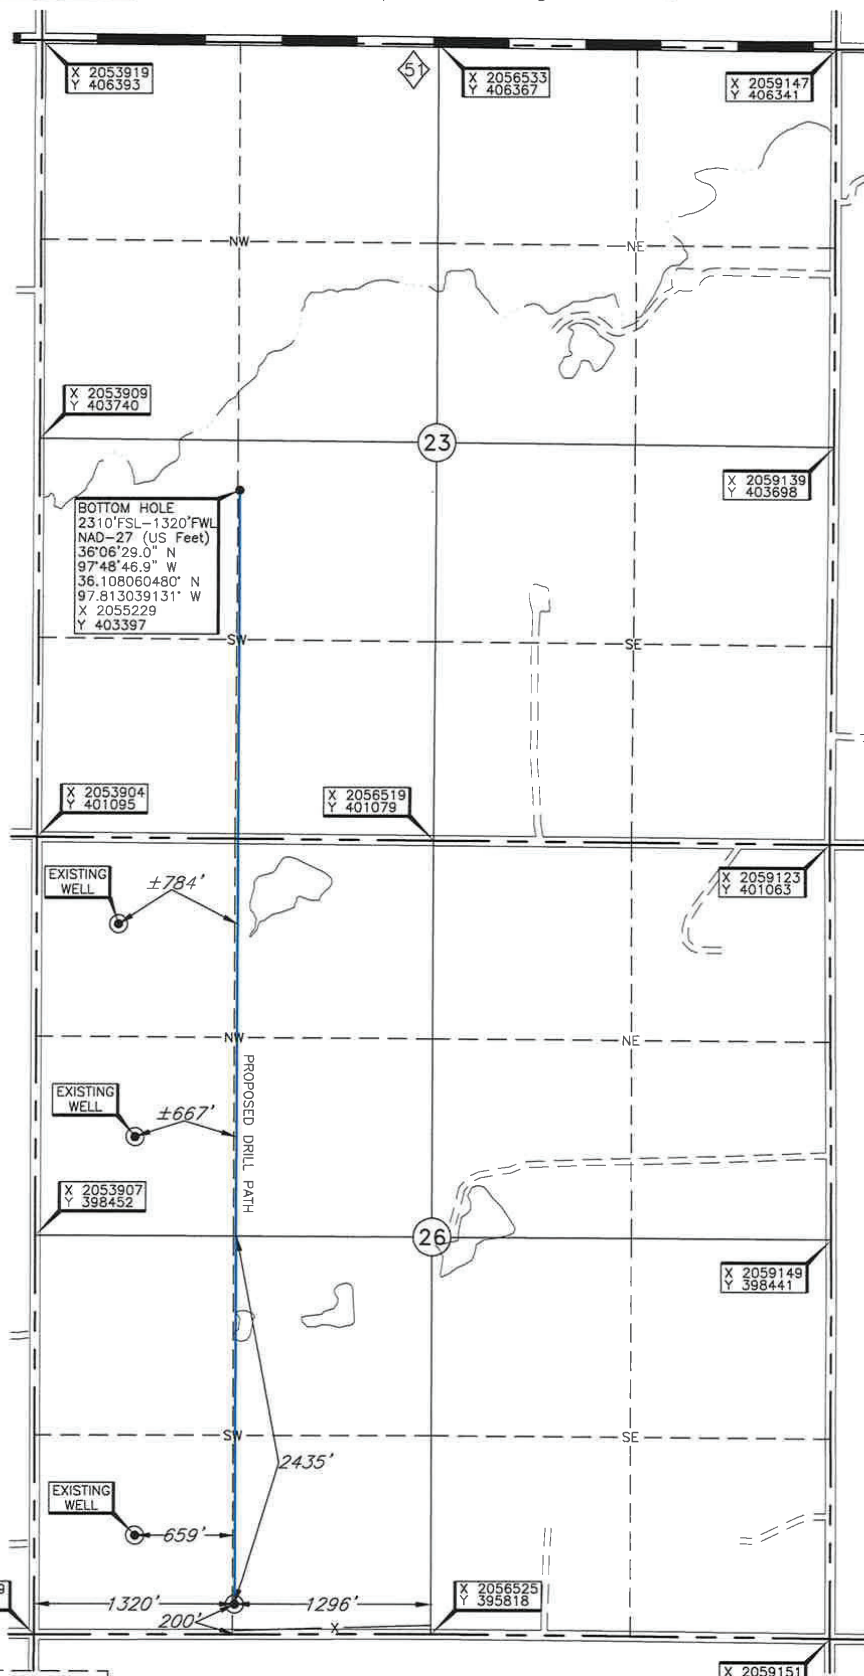 X 2053919
Y 406393
51
X 2056533
Y 406367
X 2059147
Y 406341
NW
NE
X 2053909
Y 403740
23
X 2059139
Y 403698
BOTTOM HOLE
2310'FSL-1320'FWL
NAD-27 (US Feet)
36°06'29.0" N
97°48'46.9" W
36.108060480° N
97.813039131° W
X 2055229
Y 403397
SW
SE
X 2053904
Y 401095
X 2056519
Y 401079
EXISTING
WELL
±784'
X 2059123
Y 401063
NW
NE
PROPOSED DRILL PATH
EXISTING
WELL
±667'
X 2053907
Y 398452
26
X 2059149
Y 398441
SW
SE
2435'
EXISTING
WELL
659'
9
1320'
1296'
X 2056525
Y 395818
200'
X
X 2059151